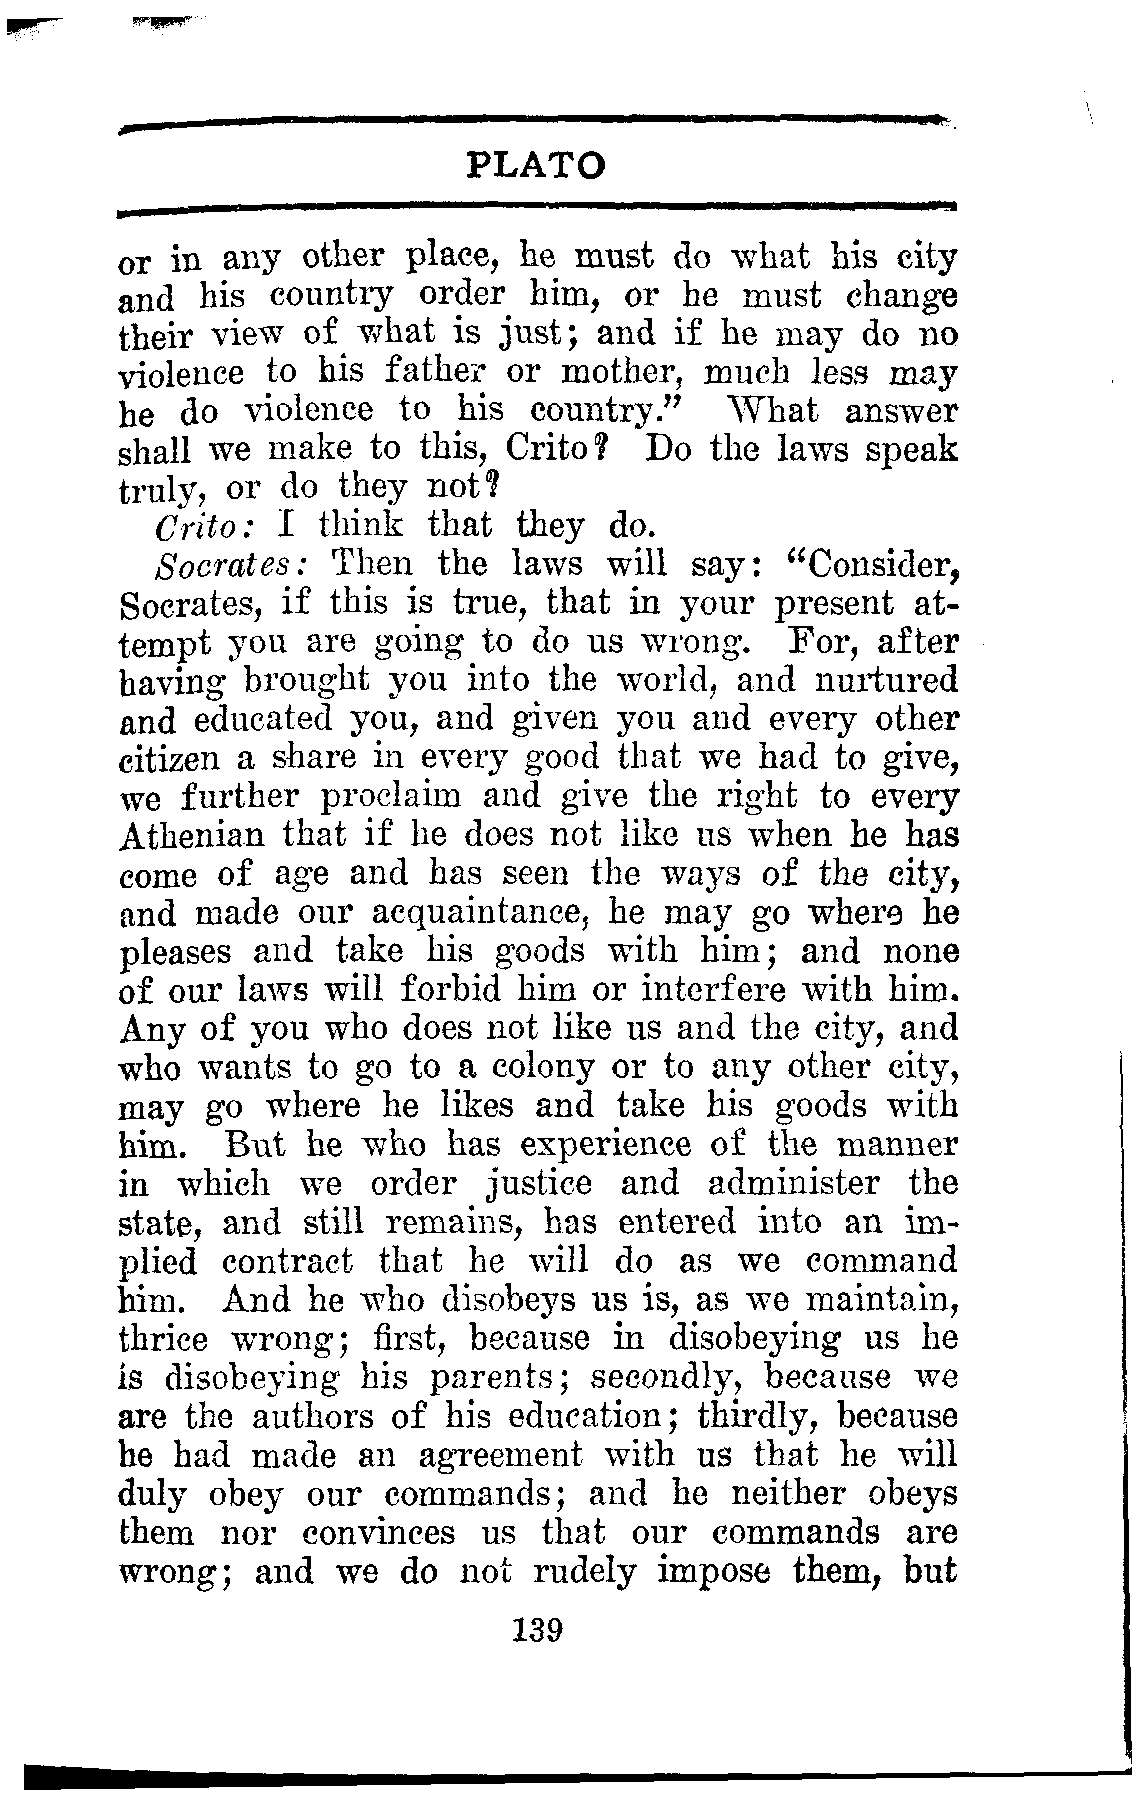 PLATO
or in any other place, he must do what his city
and his country order him, or he must change
their view of what is just; and if he may do no
violence to his father or mother, much less may
he do violence to his country.” What answer
shall we make to this, Crito? Do the laws speak
truly, or do they not?
Crito: I think that they do.
Socrates: Then the laws will say: “Consider,
Socrates, if this is true, that in your present at-
tempt you are going to do us wrong. For, after
having brought you into the world, and nurtured
and educated you, and given you and every other
citizen a share in every good that we had to give,
we further proclaim and give the right to every
Athenian that if he does not like us when he has
come of age and has seen the ways of the city,
and made our acquaintance, he may go where he
pleases and take his goods with him; and none
of our laws will forbid him or interfere with him.
Any of you who does not like us and the city, and
who wants to go to a colony or to any other city,
may go where he likes and take his goods with
him. But he who has experience of the manner
in which we order justice and administer the
state, and still remains, has entered into an im-
plied contract that he will do as we command
him. And he who disobeys us is, as we maintain,
thrice wrong; first, because in disobeying us he
is disobeying his parents; secondly, because we
are the authors of his education; thirdly, because
he had made an agreement with us that he will
duly obey our commands; and he neither obeys
them nor convinces us that our commands are
wrong; and we do not rudely impose them, but
139